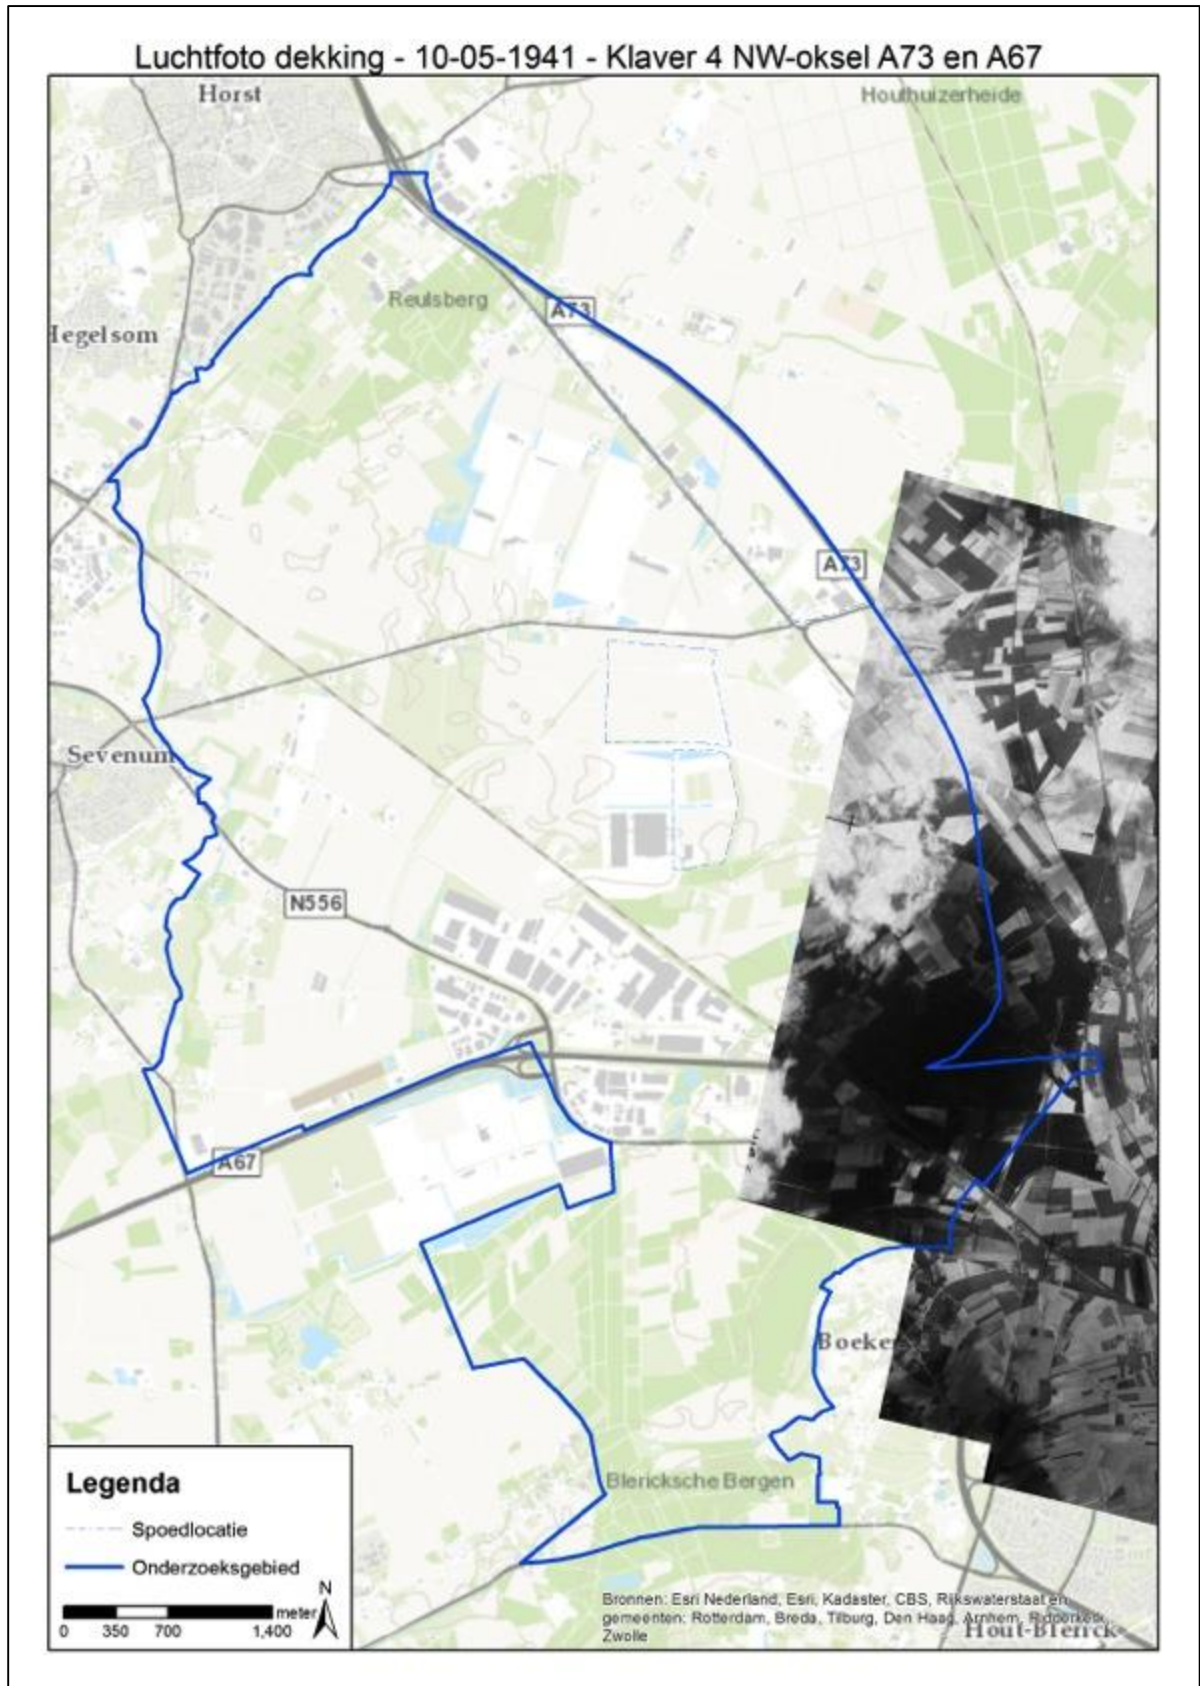 Luchtfoto dekking - 10-05-1941 - Klaver 4 NW-oksel A73 en A67
Horst
Houthuizerheide
Reulsberg
A73
Hegelsom
A73
Sevenum
N556
A67
Boeke
Blericksche Bergen
Legenda
Spoedlocatie
Onderzoeksgebied
N
meter
0 350 700 1,400
Bronnen: Esri Nederland, Esri, Kadaster, CBS, Rijkswaterstaat en
gemeenten: Rotterdam, Breda, Tilburg, Den Haag, Arnhem, Ridderkerk,
Zwolle
Hout-Blerick